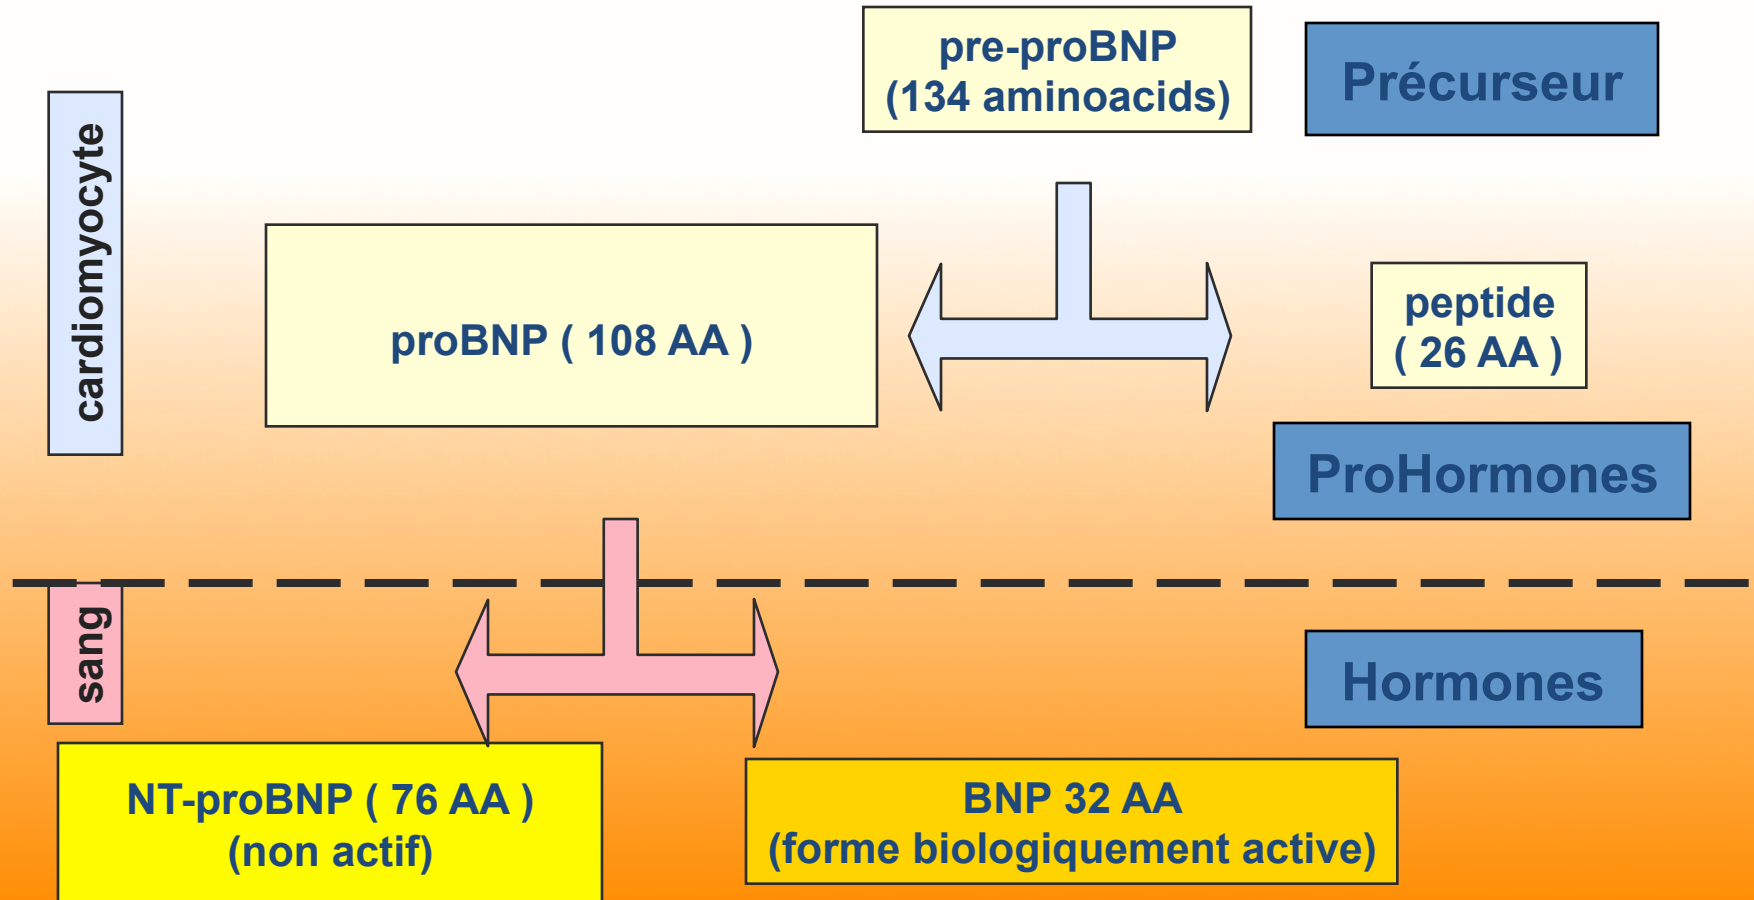 pre-proBNP
(134 aminoacids)
Précurseur
cardiomyocyte
proBNP ( 108 AA )
peptide
( 26 AA )
ProHormones
sang
Hormones
NT-proBNP ( 76 AA )
(non actif)
BNP 32 AA
(forme biologiquement active)